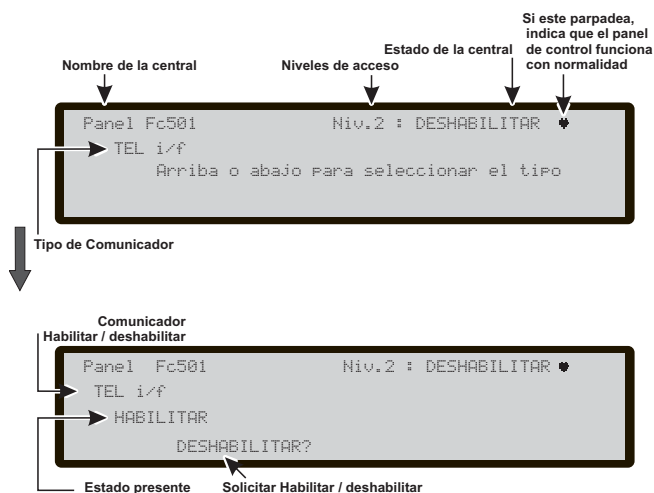 Si este parpadea,
indica que el panel
de control funciona
con normalidad
Estado de la central
Nombre de la central
Niveles de acceso
Panel Fc501 Niv.2 : DESHABILITAR ♥
TEL i/f
Arriba o abajo para seleccionar el tipo
Tipo de Comunicador
Comunicador
Habilitar / deshabilitar
Panel Fc501 Niv.2 : DESHABILITAR ♥
TEL i/f
HABILITAR
DESHABILITAR?
Estado presente
Solicitar Habilitar / deshabilitar